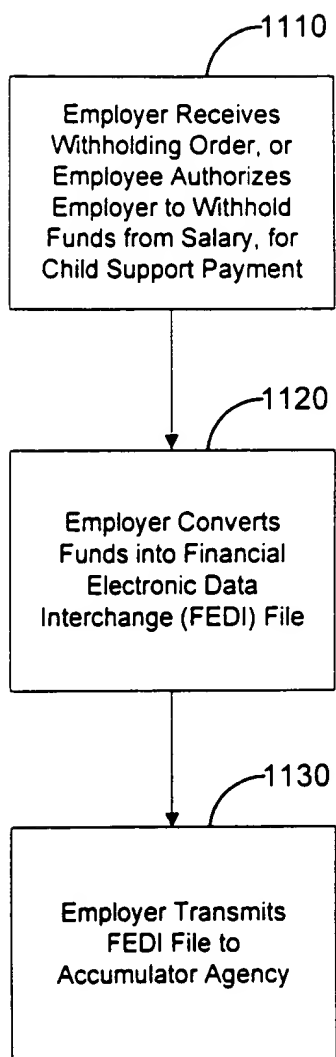 1110
Employer Receives
Withholding Order, or
Employee Authorizes
Employer to Withhold
Funds from Salary, for
Child Support Payment
1120
Employer Converts
Funds into Financial
Electronic Data
Interchange (FEDI) File
1130
Employer Transmits
FEDI File to
Accumulator Agency